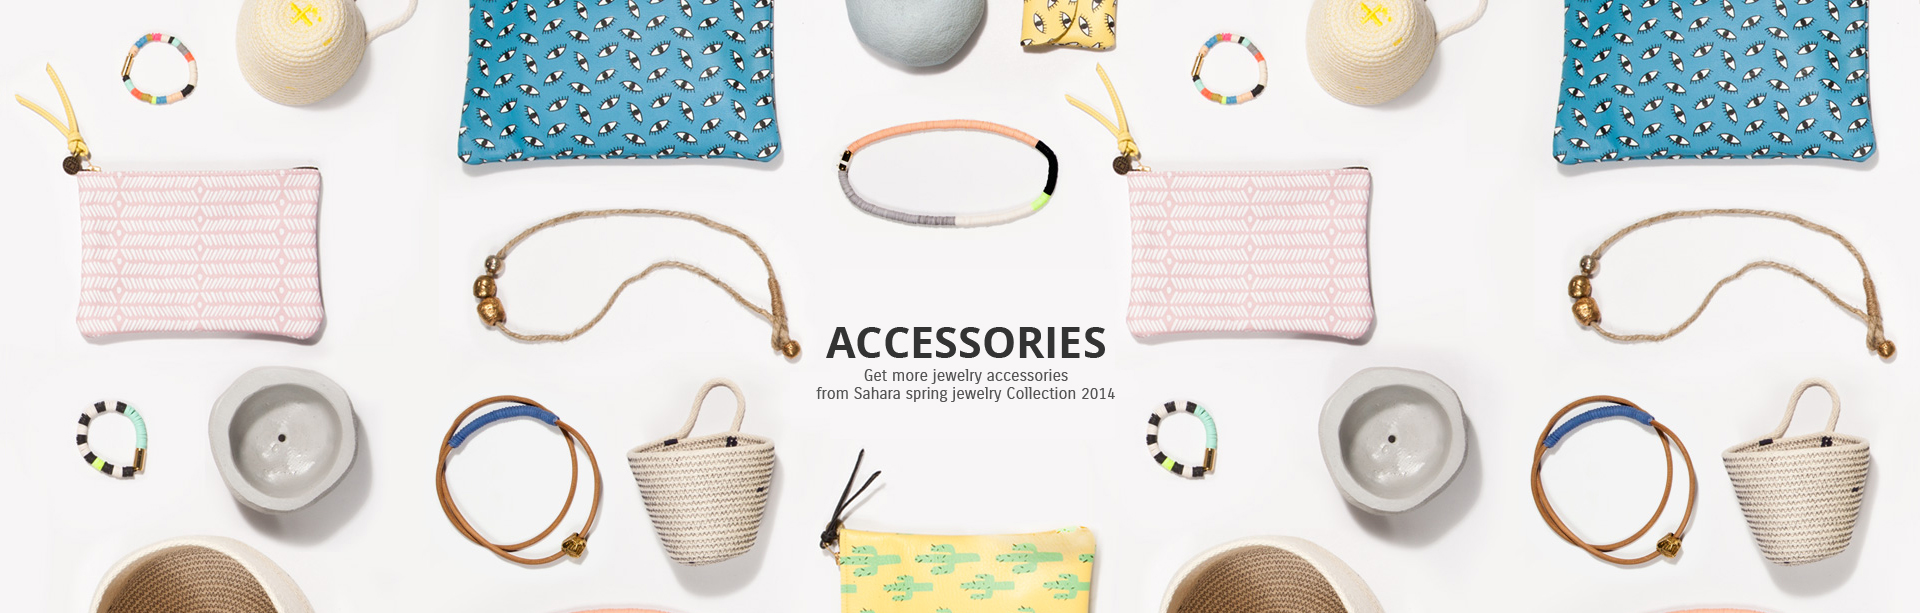 ACCESSORIES
Get more jewelry accessories
from Sahara spring jewelry Collection 2014